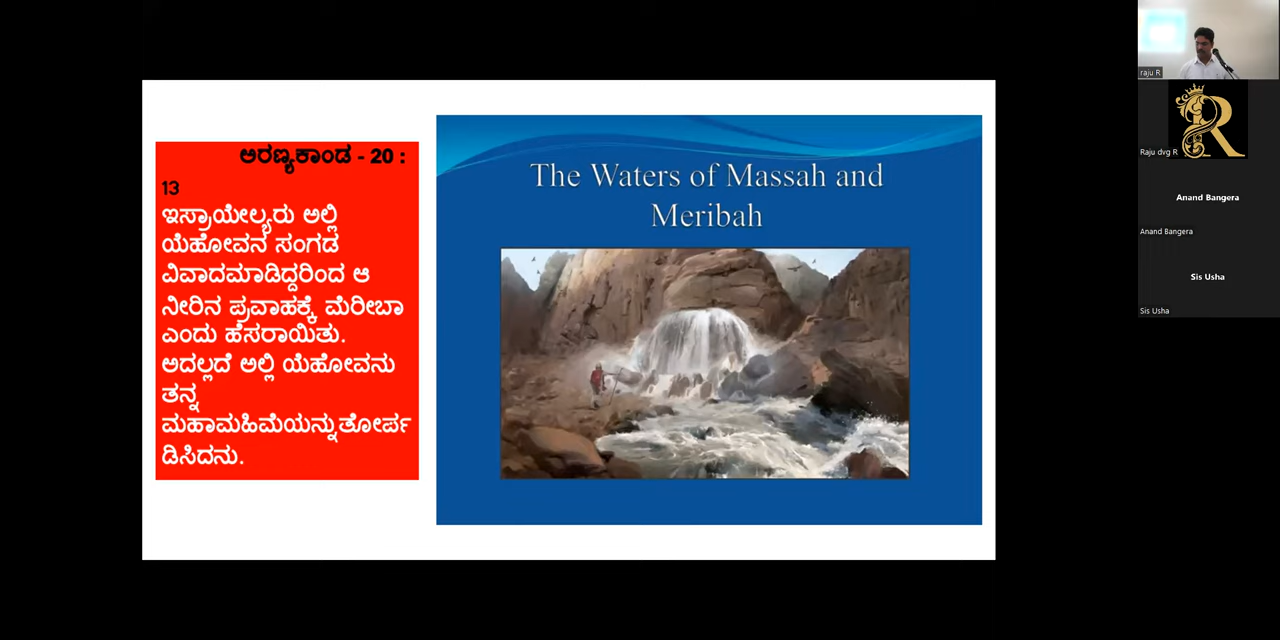 ಅರಣ್ಯಕಾಂಡ - 20 :
13
ಇಸ್ರಾಯೇಲ್ಯರು ಅಲ್ಲಿ
ಯೆಹೋವನ ಸಂಗಡ
ವಿವಾದಮಾಡಿದ್ದರಿಂದ ಆ
ನೀರಿನ ಪ್ರವಾಹಕ್ಕೆ ಮೆರೀಬಾ
ಎಂದು ಹೆಸರಾಯಿತು.
ಅದಲ್ಲದೆ ಅಲ್ಲಿ ಯೆಹೋವನು
ತನ್ನ
ಮಹಾಮಹಿಮೆಯನ್ನುತೋರ್ಪ
ಡಿಸಿದನು.
The Waters of Massah and
Meribah
raju R
R
Raju dvg R
Anand Bangera
Anand Bangera
Sis Usha
Sis Usha